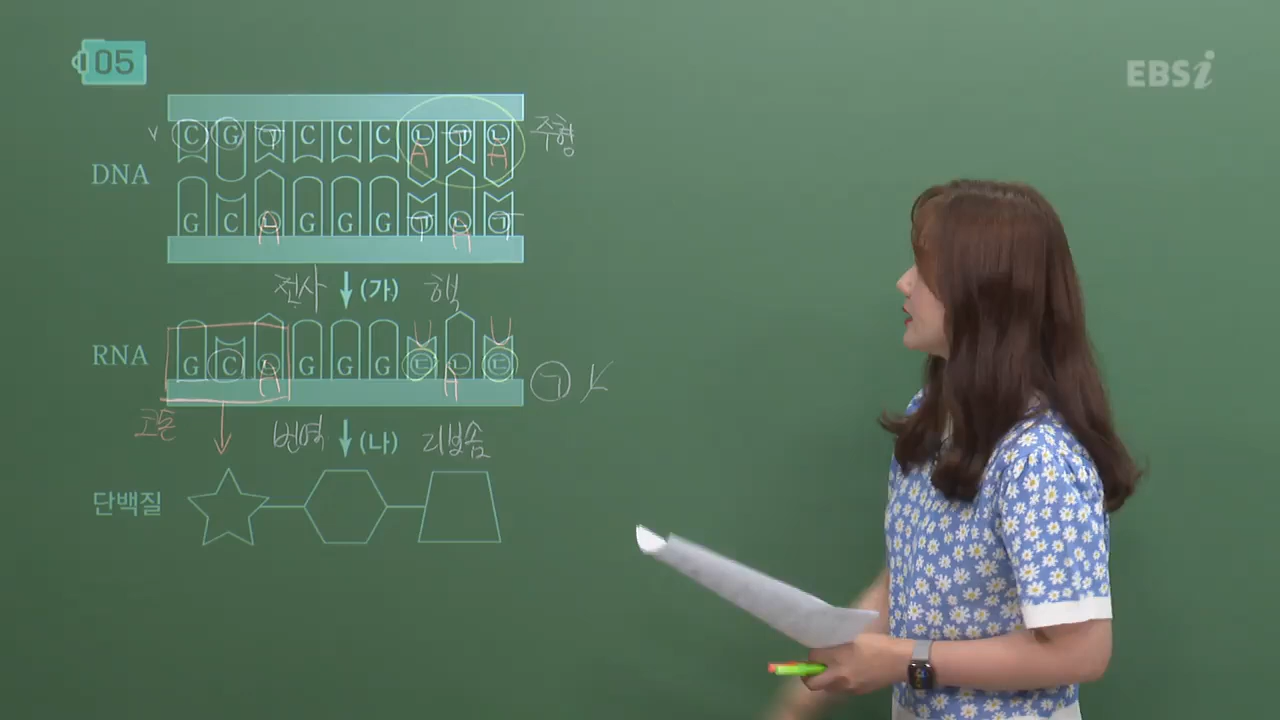 05
EBSi
V C G ㄱ C C C ㄴ ㄱ ㄴ 주형
A A
DNA
G C ㄴ G G G ㄱ ㄴ ㄱ
A A
전사 (가) 핵
RNA G C ㄴ G G G ㄷ ㄴ ㄷ
A A ㄱ
코돈
번역 (나) 리보솜
단백질